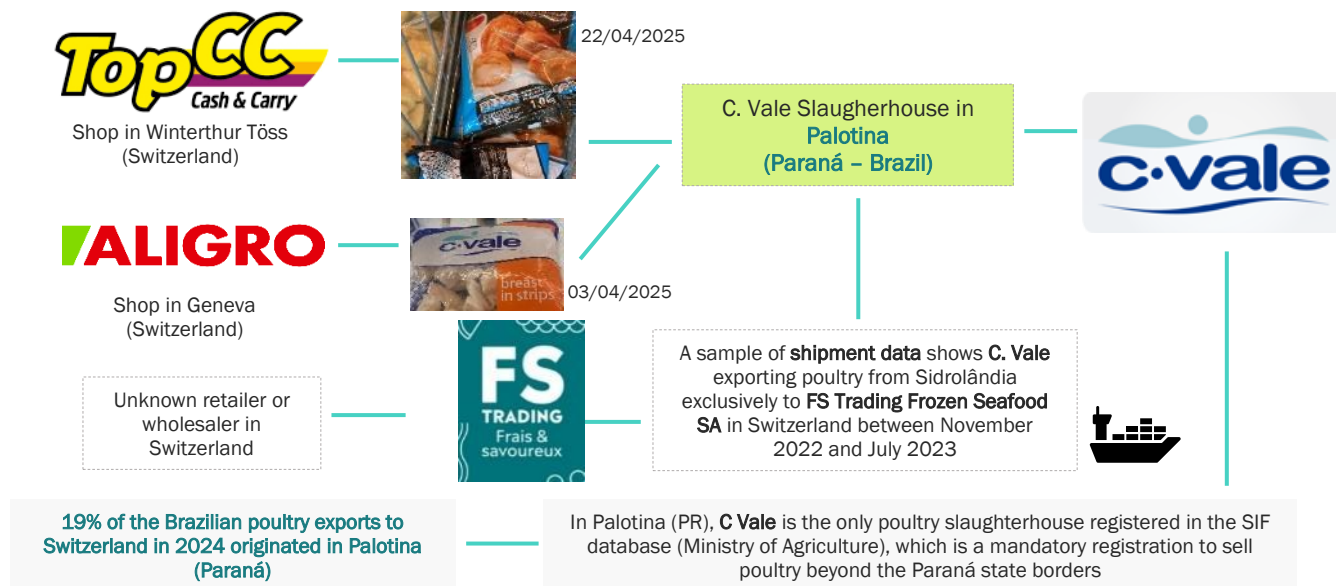 TopCC
Cash & Carry
Shop in Winterthur Töss
(Switzerland)
22/04/2025
C. Vale Slaugherhouse in
Palotina
(Paraná – Brazil)
c·vale
ALIGRO
Shop in Geneva
(Switzerland)
c·vale
breast
in strips
03/04/2025
Unknown retailer or
wholesaler in
Switzerland
FS
TRADING
Frais &
savoureux
A sample of shipment data shows C. Vale
exporting poultry from Sidrolândia
exclusively to FS Trading Frozen Seafood
SA in Switzerland between November
2022 and July 2023
19% of the Brazilian poultry exports to
Switzerland in 2024 originated in Palotina
(Paraná)
In Palotina (PR), C Vale is the only poultry slaughterhouse registered in the SIF
database (Ministry of Agriculture), which is a mandatory registration to sell
poultry beyond the Paraná state borders